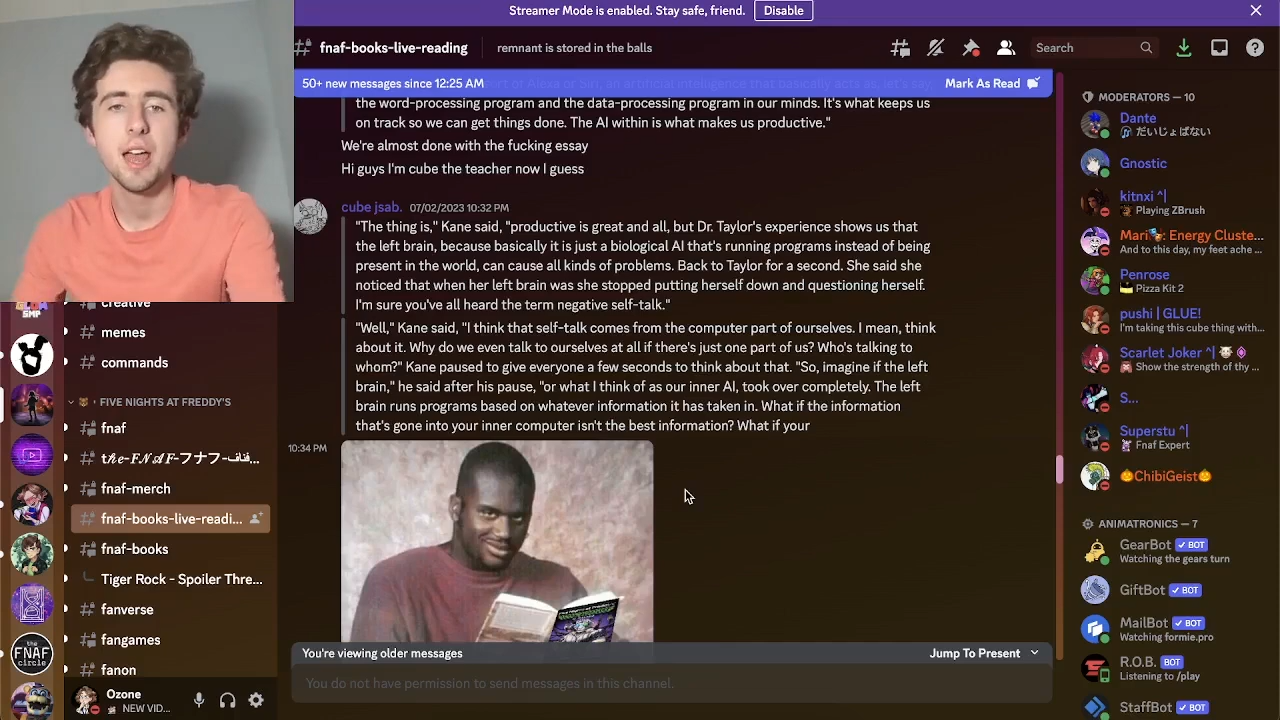 Streamer Mode is enabled. Stay safe, friend.
Disable
fnaf-books-live-reading
remnant is stored in the balls
Search
50+ new messages since 12:25 AM
Mark As Read
the word-processing program and the data-processing program in our minds. It's what keeps us
on track so we can get things done. The AI within is what makes us productive."
We're almost done with the fucking essay
Hi guys I'm cube the teacher now I guess
cube jsab. 07/02/2023 10:32 PM
"The thing is," Kane said, "productive is great and all, but Dr. Taylor's experience shows us that
the left brain, because basically it is just a biological AI that's running programs instead of being
present in the world, can cause all kinds of problems. Back to Taylor for a second. She said she
noticed that when her left brain was she stopped putting herself down and questioning herself.
I'm sure you've all heard the term negative self-talk."
"Well," Kane said, "I think that self-talk comes from the computer part of ourselves. I mean, think
about it. Why do we even talk to ourselves at all if there's just one part of us? Who's talking to
whom?" Kane paused to give everyone a few seconds to think about that. "So, imagine if the left
brain," he said after his pause, "or what I think of as our inner AI, took over completely. The left
brain runs programs based on whatever information it has taken in. What if the information
that's gone into your inner computer isn't the best information? What if your
10:34 PM
You're viewing older messages
Jump To Present
You do not have permission to send messages in this channel.
creative
memes
commands
FIVE NIGHTS AT FREDDY'S
fnaf
fnaf-merch
fnaf-books-live-readi...
fnaf-books
Tiger Rock - Spoiler Thre...
fanverse
fangames
fanon
SMP
the
FNAF
circle
Ozone
NEW VID...
MODERATORS — 10
Dante
だいじょばない
Gnostic
kitnxi ^|
Playing ZBrush
Mari🎭: Energy Cluste...
And to this day, my feet ache ...
Penrose
Pizza Kit 2
pushi | GLUE!
I'm taking this cube thing with...
Scarlet Joker ^|
Show the strength of thy ...
S...
Superstu ^|
Fnaf Expert
🎃ChibiGeist🎃
ANIMATRONICS — 7
GearBot ✓ BOT
Watching the gears turn
GiftBot ✓ BOT
MailBot ✓ BOT
Watching formie.pro
R.O.B. BOT
Listening to /play
StaffBot ✓ BOT